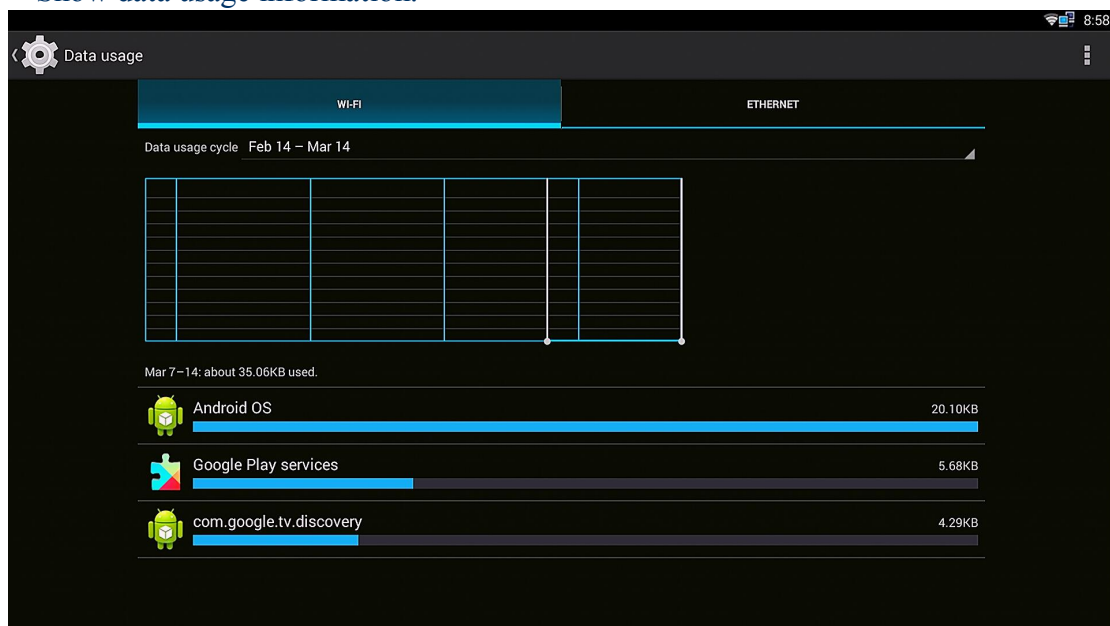 Show data usage information.
8:58
Data usage
WI-FI
ETHERNET
Data usage cycle Feb 14 – Mar 14
Mar 7–14: about 35.06KB used.
Android OS
20.10KB
Google Play services
5.68KB
com.google.tv.discovery
4.29KB